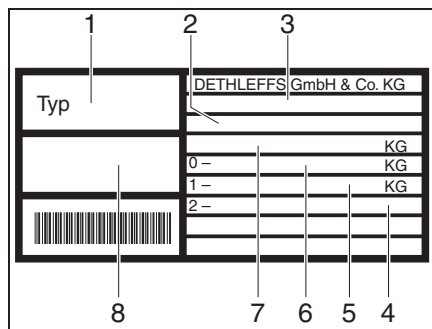 1 2 3
DETHLEFFS GmbH & Co. KG
Typ
KG
0 – KG
1 – KG
2 –
8 7 6 5 4